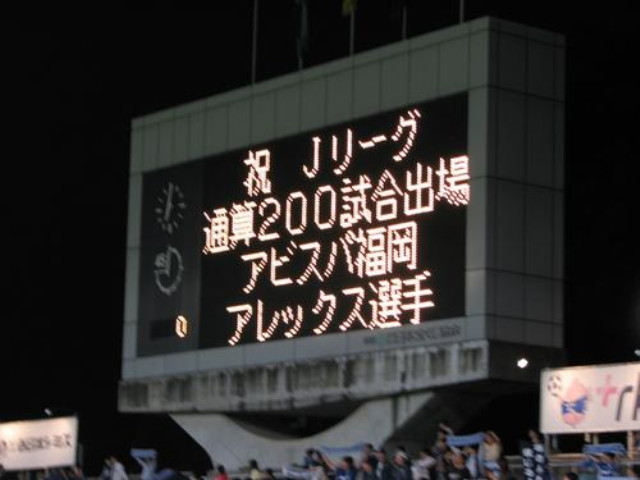 祝 Jリーグ
通算200試合出場
アビスパ福岡
アレックス選手